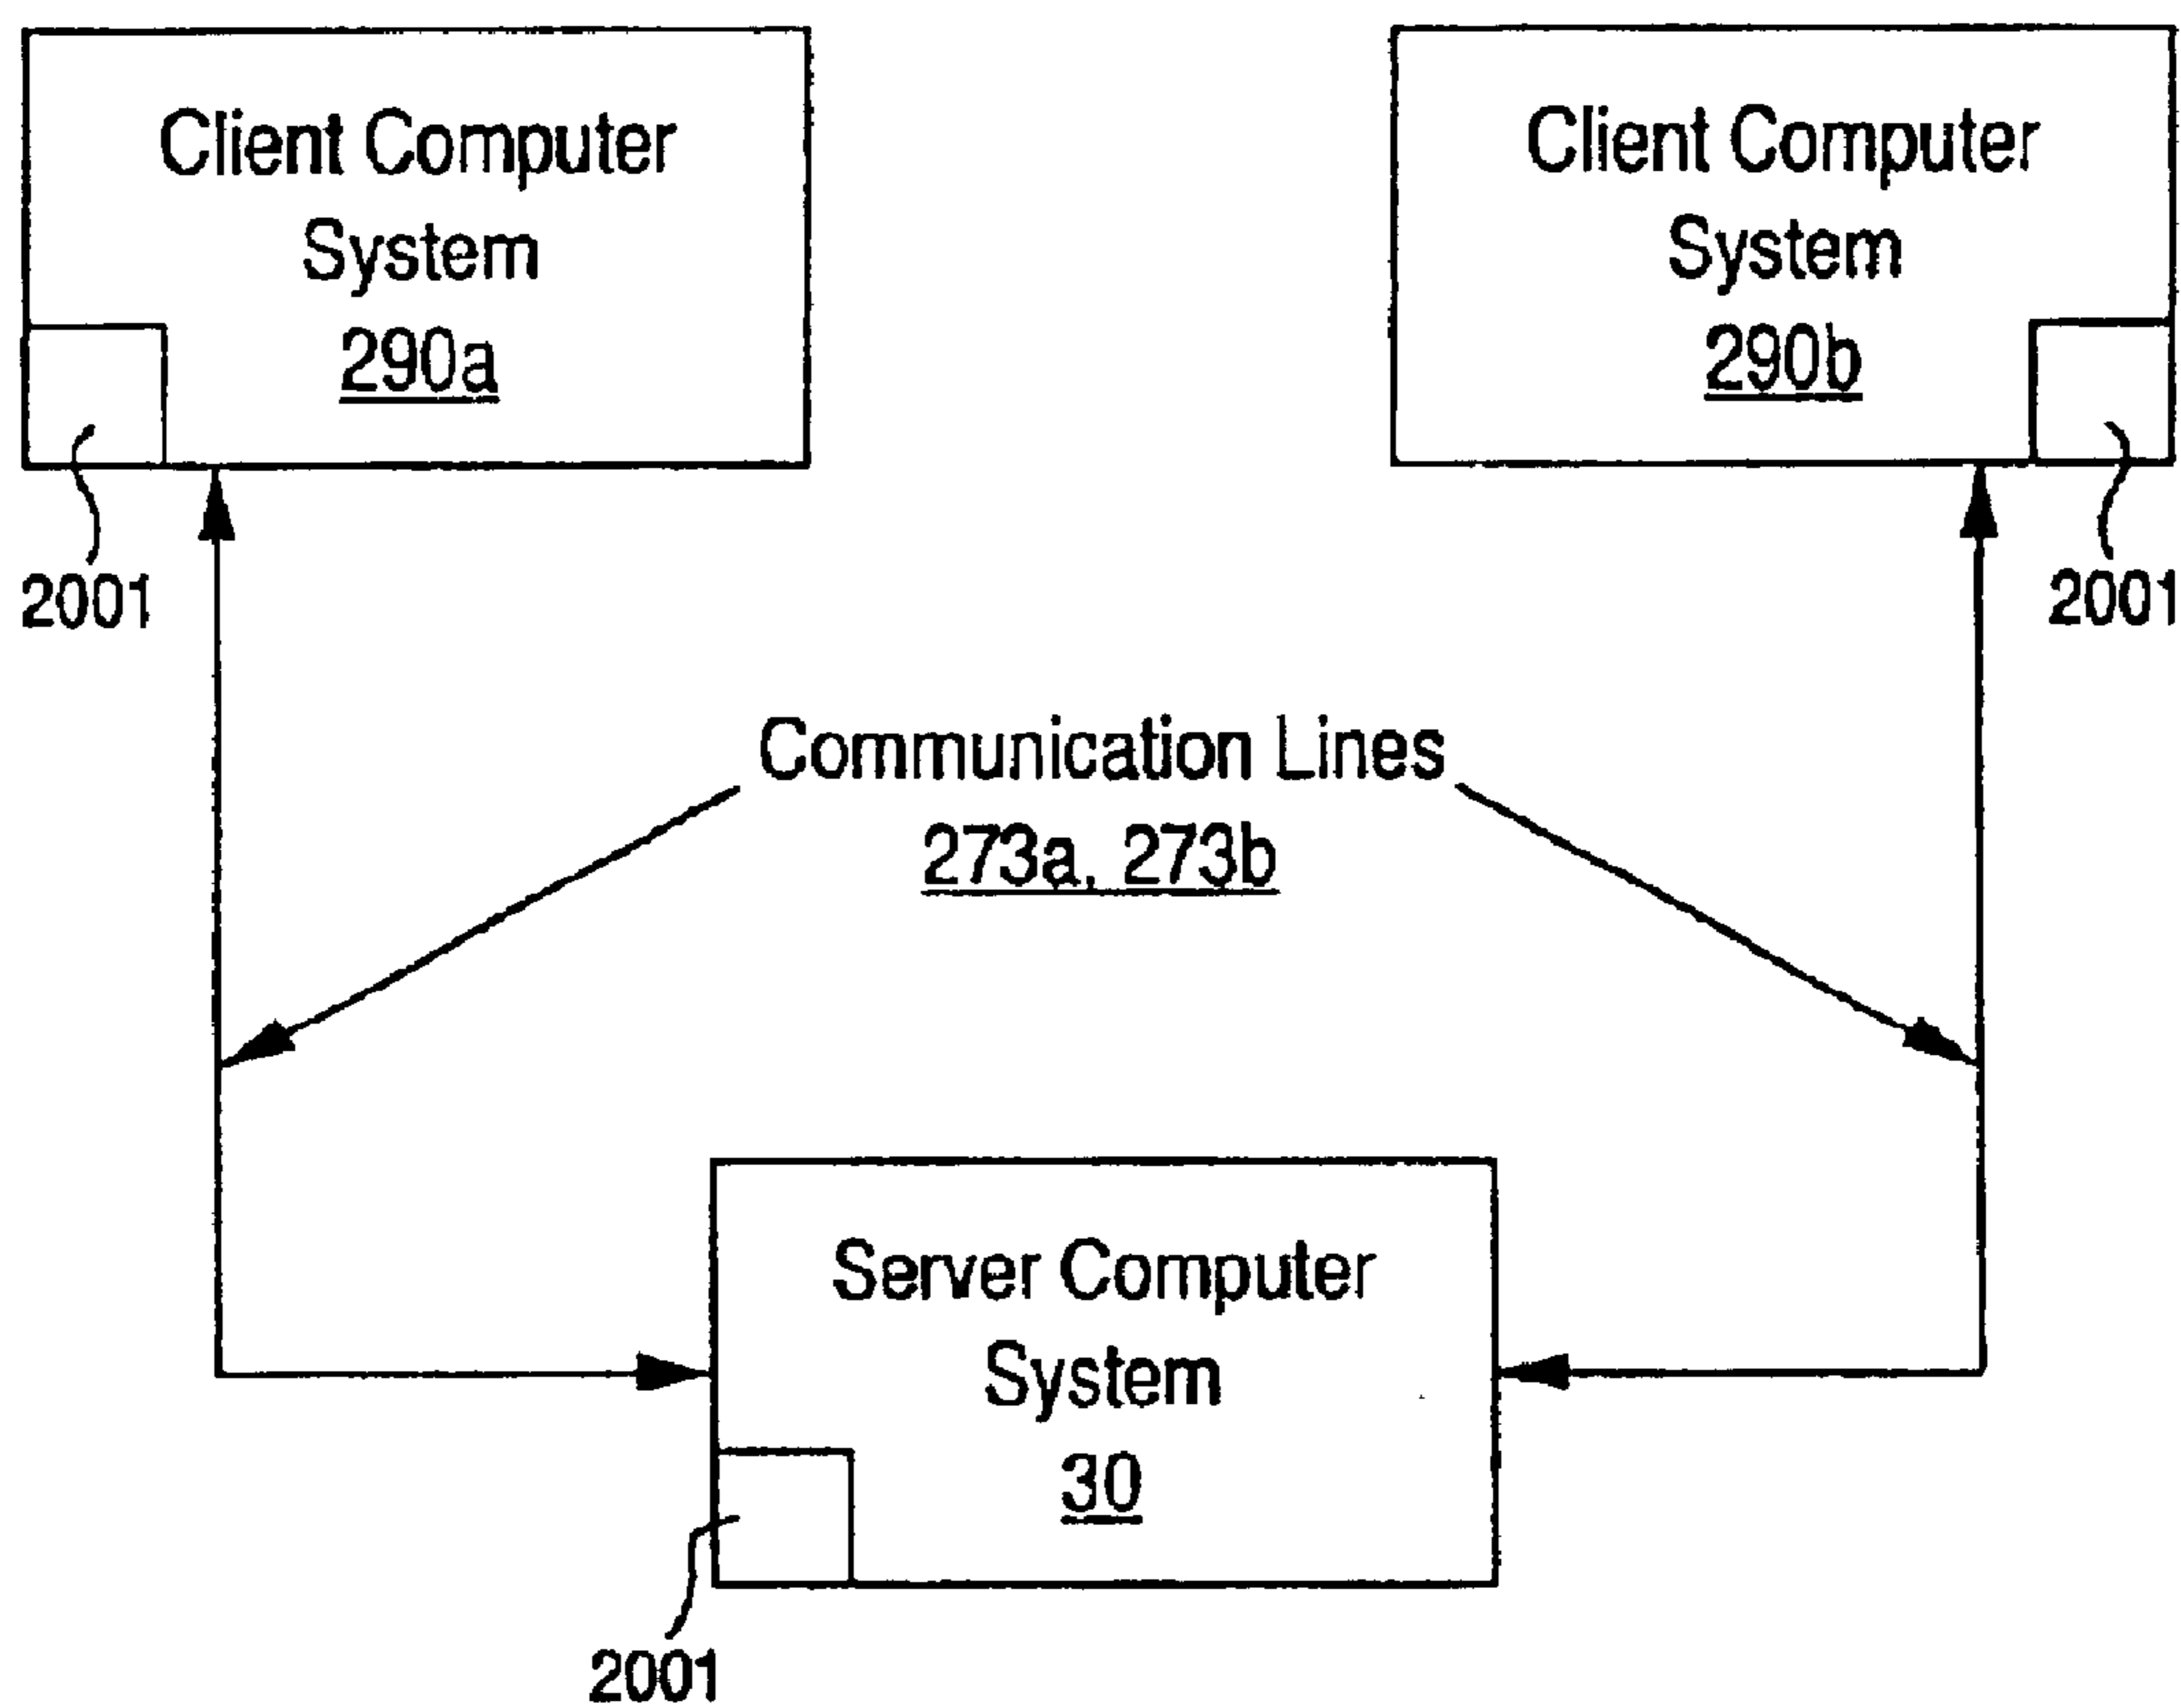 Client Computer
System
290a
2001
Client Computer
System
290b
2001
Communication Lines
273a, 273b
Server Computer
System
30
2001